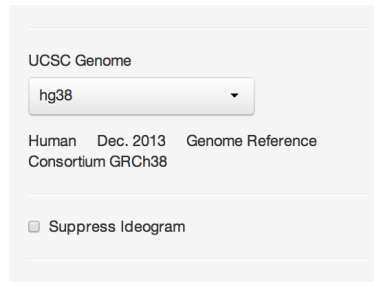 UCSC Genome
hg38
Human Dec. 2013 Genome Reference
Consortium GRCh38
Suppress Ideogram